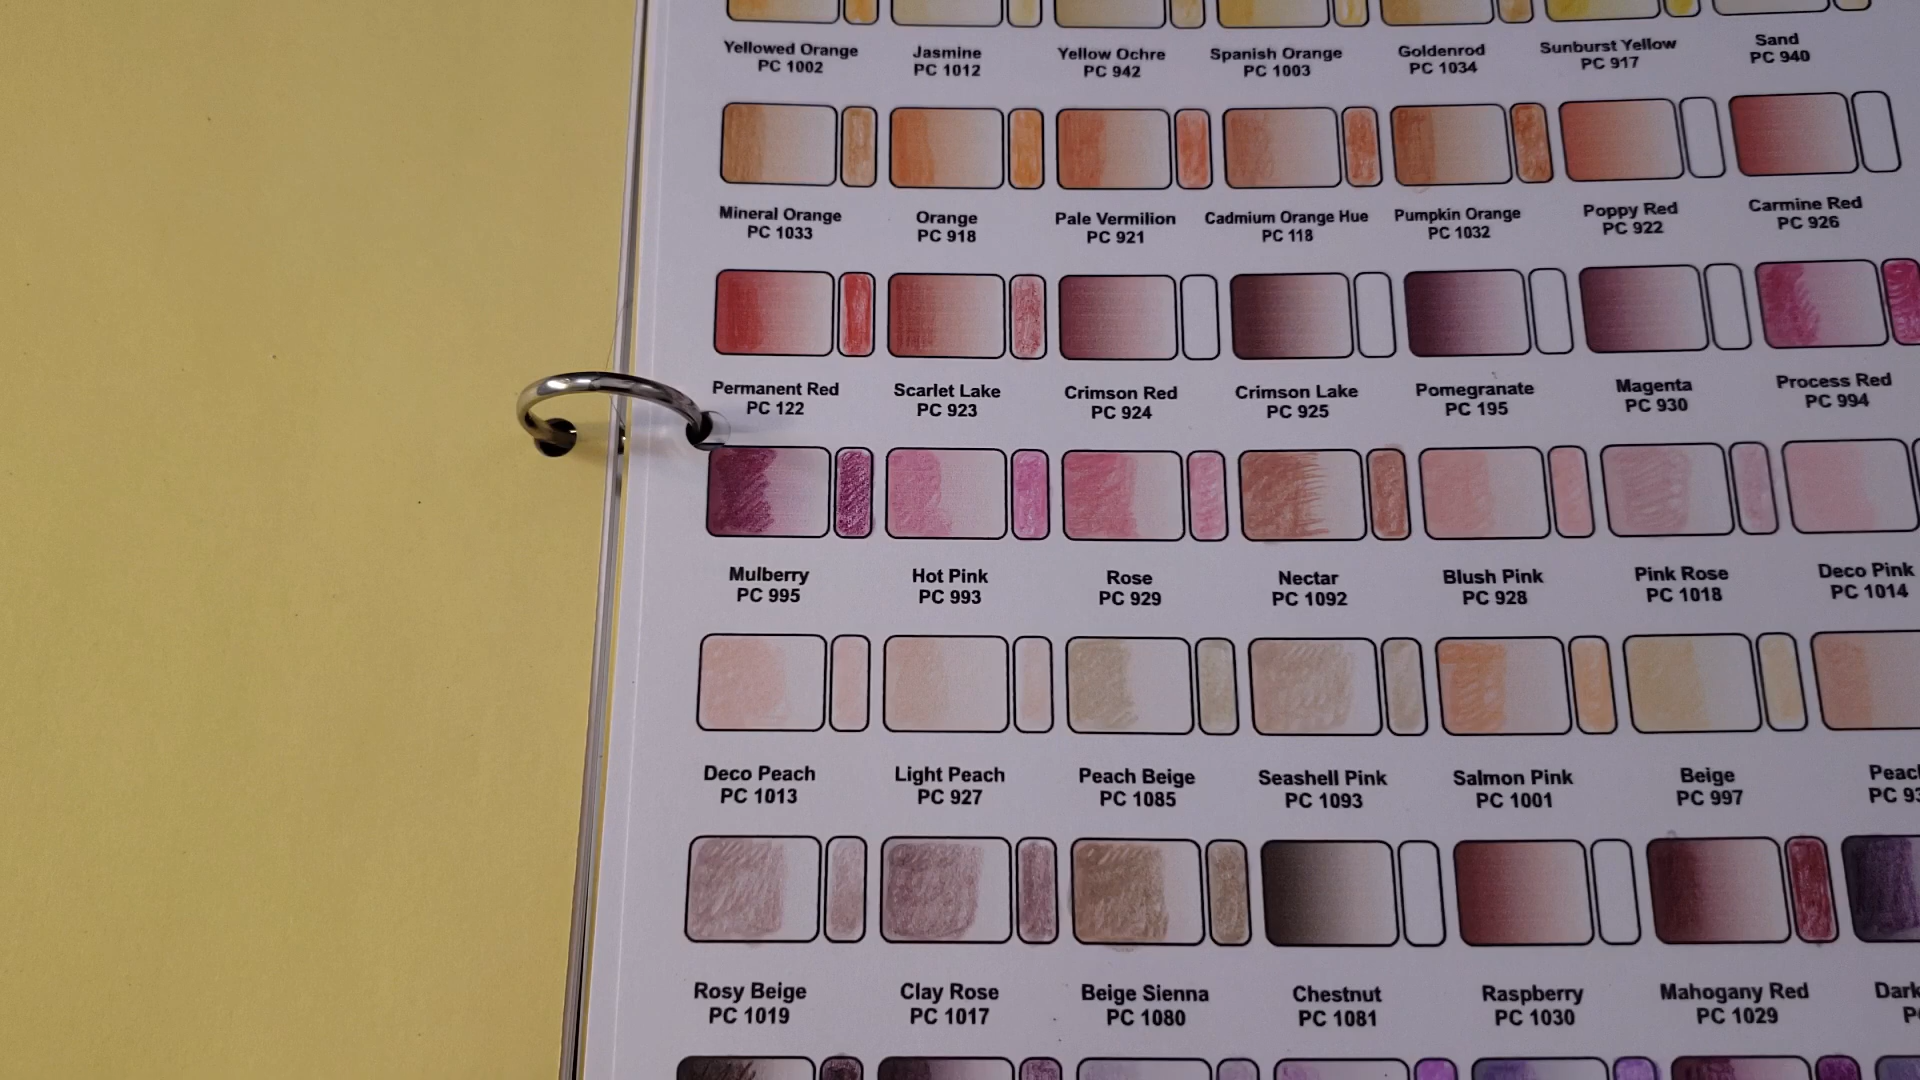 Yellowed Orange
PC 1002
Jasmine
PC 1012
Yellow Ochre
PC 942
Spanish Orange
PC 1003
Goldenrod
PC 1034
Sunburst Yellow
PC 917
Sand
PC 940
Mineral Orange
PC 1033
Orange
PC 918
Pale Vermilion
PC 921
Cadmium Orange Hue
PC 118
Pumpkin Orange
PC 1032
Poppy Red
PC 922
Carmine Red
PC 926
Permanent Red
PC 122
Scarlet Lake
PC 923
Crimson Red
PC 924
Crimson Lake
PC 925
Pomegranate
PC 195
Magenta
PC 930
Process Red
PC 994
Mulberry
PC 995
Hot Pink
PC 993
Rose
PC 929
Nectar
PC 1092
Blush Pink
PC 928
Pink Rose
PC 1018
Deco Pink
PC 1014
Deco Peach
PC 1013
Light Peach
PC 927
Peach Beige
PC 1085
Seashell Pink
PC 1093
Salmon Pink
PC 1001
Beige
PC 997
PC
Rosy Beige
PC 1019
Clay Rose
PC 1017
Beige Sienna
PC 1080
Chestnut
PC 1081
Raspberry
PC 1030
Mahogany Red
PC 1029
Dark